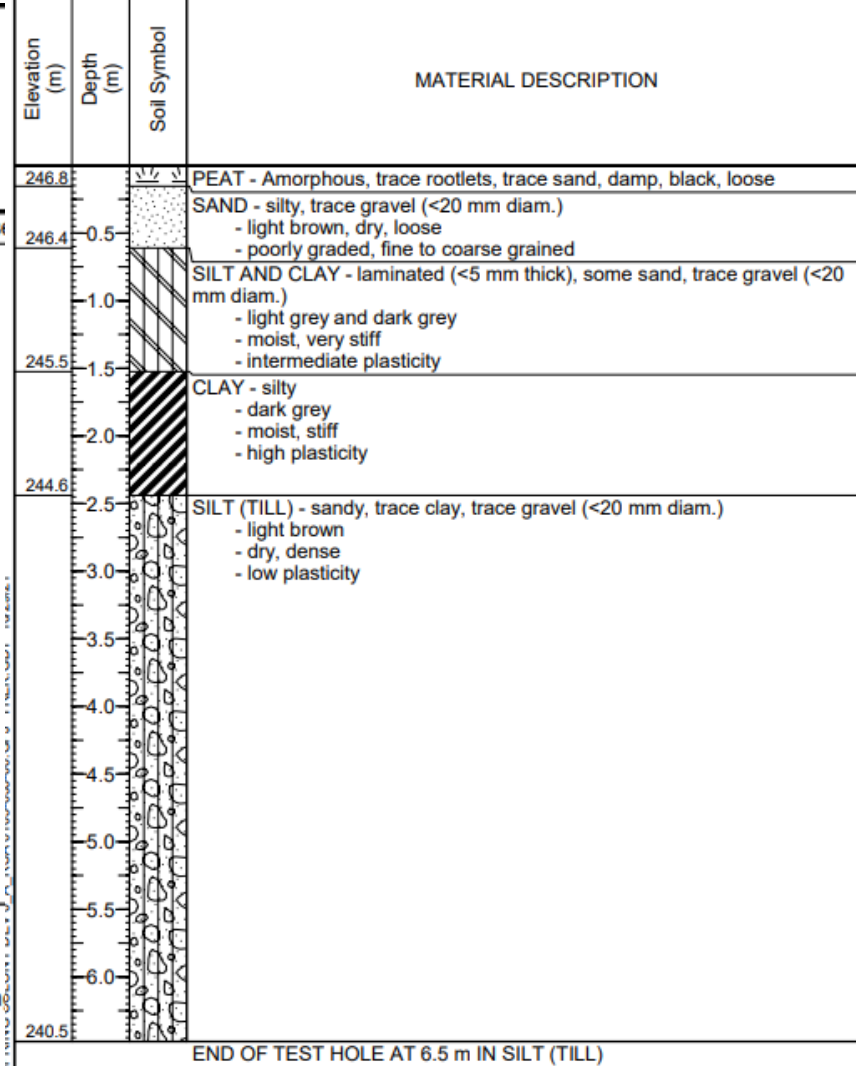 Elevation
(m)
Depth
(m)
Soil Symbol
MATERIAL DESCRIPTION
246.8
PEAT - Amorphous, trace rootlets, trace sand, damp, black, loose
SAND - silty, trace gravel (<20 mm diam.)
- light brown, dry, loose
246.4
-0.5-
- poorly graded, fine to coarse grained
SILT AND CLAY - laminated (<5 mm thick), some sand, trace gravel (<20
mm diam.)
-1.0-
- light grey and dark grey
- moist, very stiff
- intermediate plasticity
245.5
-1.5-
CLAY - silty
- dark grey
- moist, stiff
-2.0-
- high plasticity
244.6
-2.5-
SILT (TILL) - sandy, trace clay, trace gravel (<20 mm diam.)
- light brown
- dry, dense
- low plasticity
-3.0-
-3.5-
-4.0-
-4.5-
-5.0-
-5.5-
-6.0-
240.5
END OF TEST HOLE AT 6.5 m IN SILT (TILL)